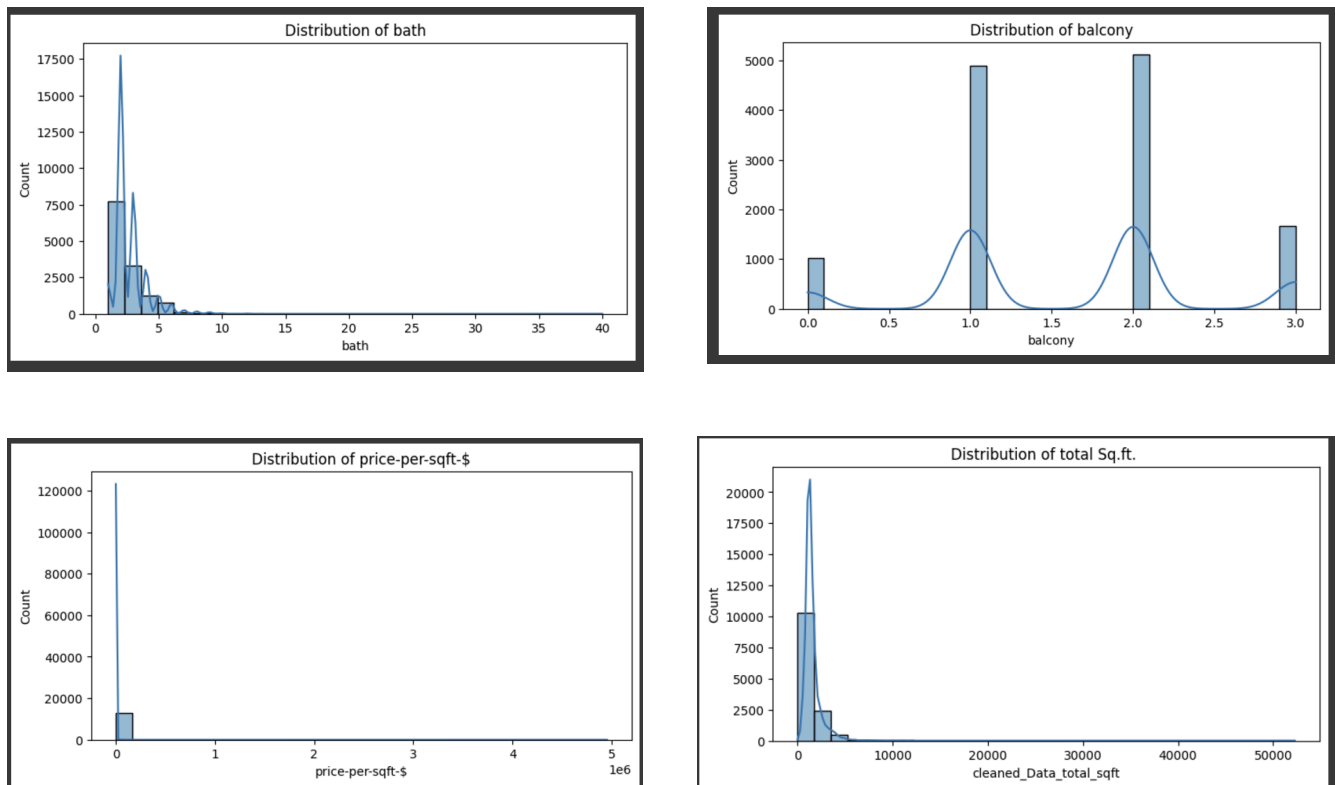 Distribution of bath
17500
15000
12500
10000
7500
5000
2500
0
Count
0 5 10 15 20 25 30 35 40
bath
Distribution of balcony
5000
4000
3000
2000
1000
0
Count
0.0 0.5 1.0 1.5 2.0 2.5 3.0
balcony
Distribution of price-per-sqft-$
120000
100000
80000
60000
40000
20000
0
Count
0 1 2 3 4 5
1e6
price-per-sqft-$
Distribution of total Sq.ft.
20000
17500
15000
12500
10000
7500
5000
2500
0
Count
0 10000 20000 30000 40000 50000
cleaned_Data_total_sqft